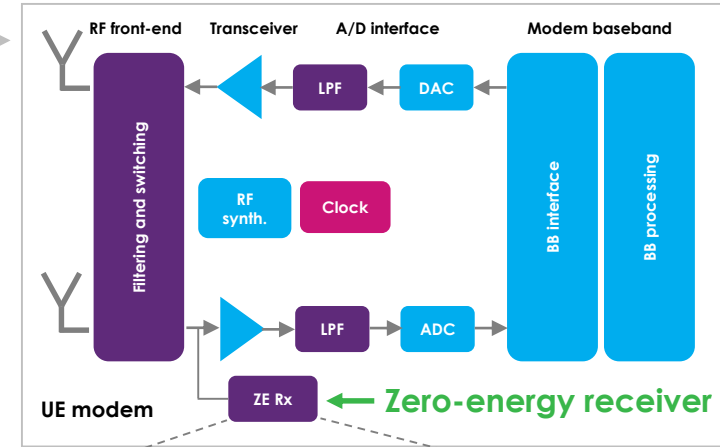 RF front-end Transceiver A/D interface Modem baseband
LPF DAC
Filtering and switching
RF
synth.
Clock
BB interface
BB processing
LPF ADC
ZE Rx
Zero-energy receiver
UE modem